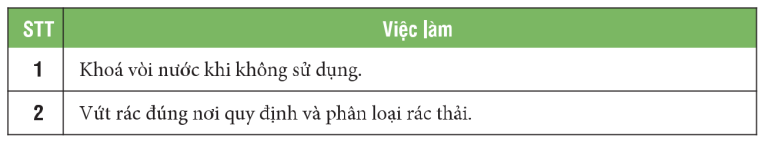 STT Việc làm
1 Khoá vòi nước khi không sử dụng.
2 Vứt rác đúng nơi quy định và phân loại rác thải.